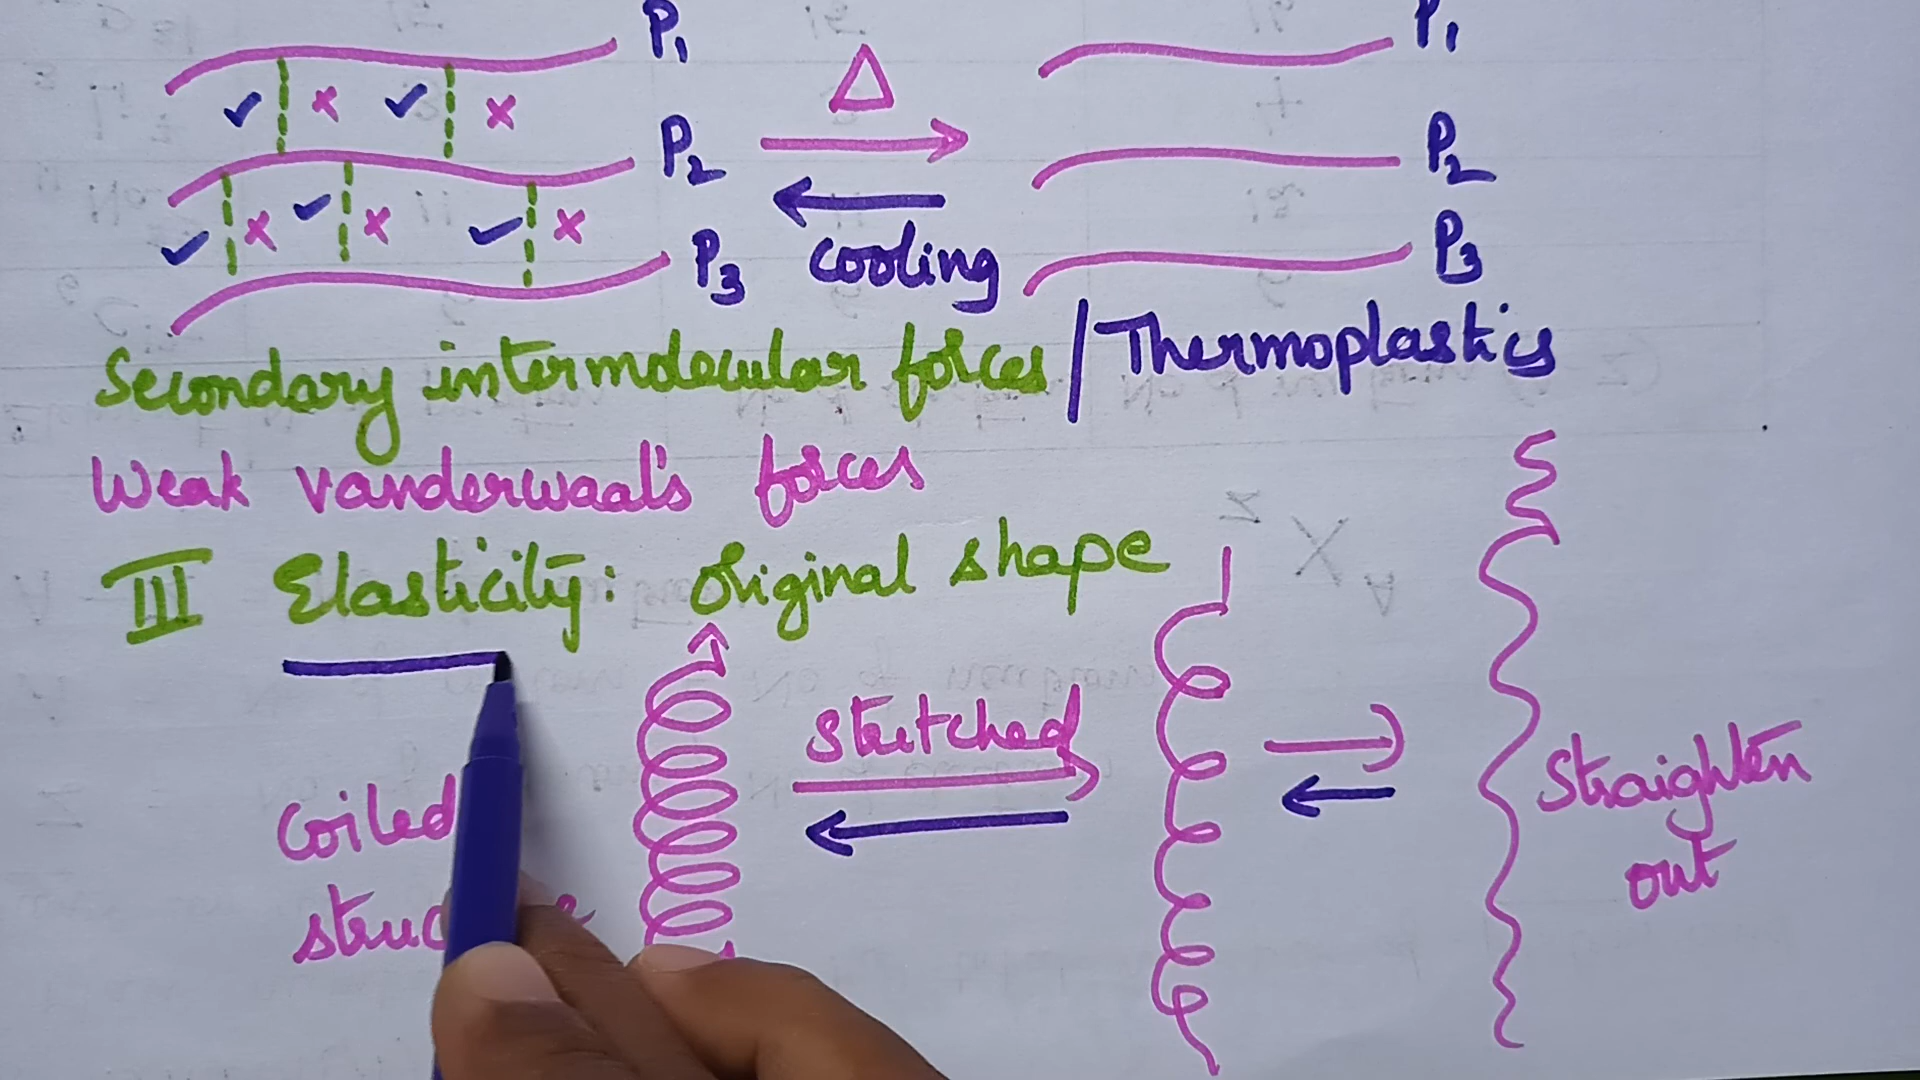 P1 Δ P1
P2 P2
P3 cooling P3
Secondary intermolecular forces / Thermoplastics
Weak vanderwaal's forces
III Elasticity: Original shape
Stretched
coiled
Straighten
out